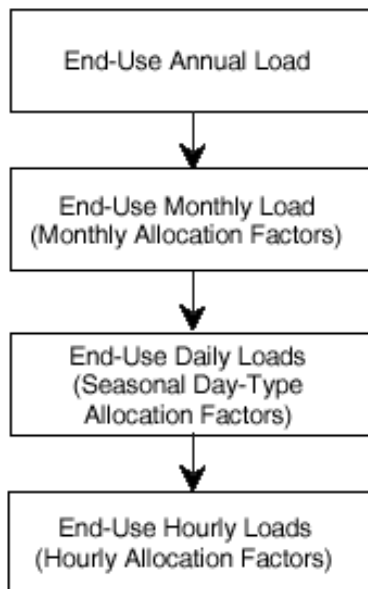 End-Use Annual Load
End-Use Monthly Load
(Monthly Allocation Factors)
End-Use Daily Loads
(Seasonal Day-Type
Allocation Factors)
End-Use Hourly Loads
(Hourly Allocation Factors)